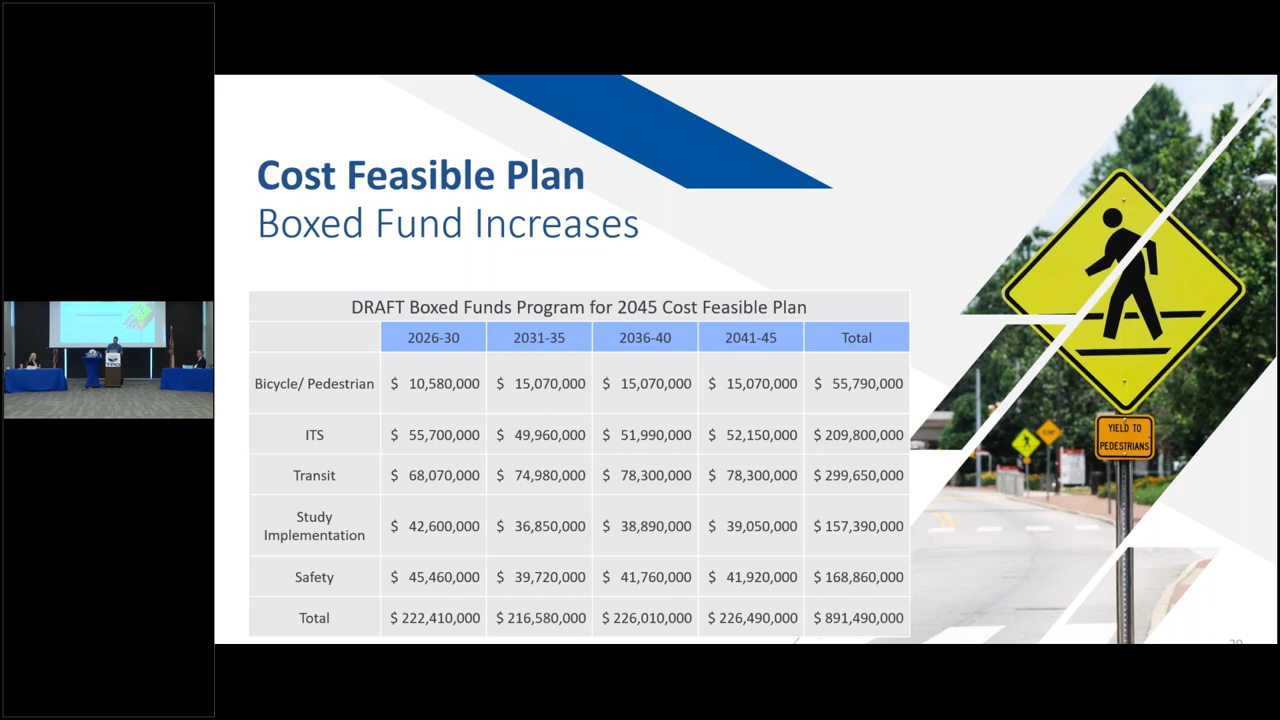 Cost Feasible Plan
Boxed Fund Increases
DRAFT Boxed Funds Program for 2045 Cost Feasible Plan
2026-30 2031-35 2036-40 2041-45 Total
Bicycle/ Pedestrian $ 10,580,000 $ 15,070,000 $ 15,070,000 $ 15,070,000 $ 55,790,000
ITS $ 55,700,000 $ 49,960,000 $ 51,990,000 $ 52,150,000 $ 209,800,000
Transit $ 68,070,000 $ 74,980,000 $ 78,300,000 $ 78,300,000 $ 299,650,000
Study
Implementation $ 42,600,000 $ 36,850,000 $ 38,890,000 $ 39,050,000 $ 157,390,000
Safety $ 45,460,000 $ 39,720,000 $ 41,760,000 $ 41,920,000 $ 168,860,000
Total $ 222,410,000 $ 216,580,000 $ 226,010,000 $ 226,490,000 $ 891,490,000
YIELD TO
PEDESTRIANS